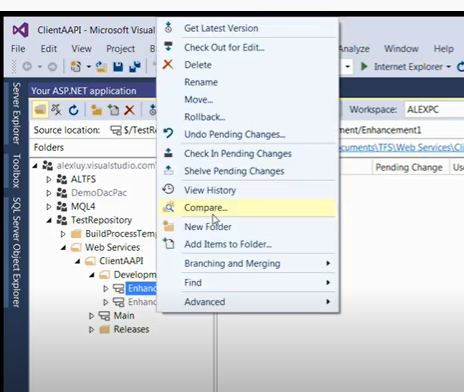 ClientAAPI - Microsoft Visual
File Edit View Project B
Analyze Window Help
Internet Explorer
Your ASP.NET application
Workspace: ALEXPC
Source location: $/TestRe
ment/Enhancement1
Folders
cuments\TFS\Web Services\Cli
Pending Change Use
alexluy.visualstudio.com\
ALTFS
DemoDacPac
MQL4
TestRepository
BuildProcessTem
Web Services
ClientAAPI
Developm
Enhanc
Enhanc
Main
Releases
Server Explorer
Toolbox
SQL Server Object Explorer
Get Latest Version
Check Out for Edit...
Delete
Rename
Move...
Rollback...
Undo Pending Changes...
Check In Pending Changes
Shelve Pending Changes
View History
Compare...
New Folder
Add Items to Folder...
Branching and Merging
Find
Advanced